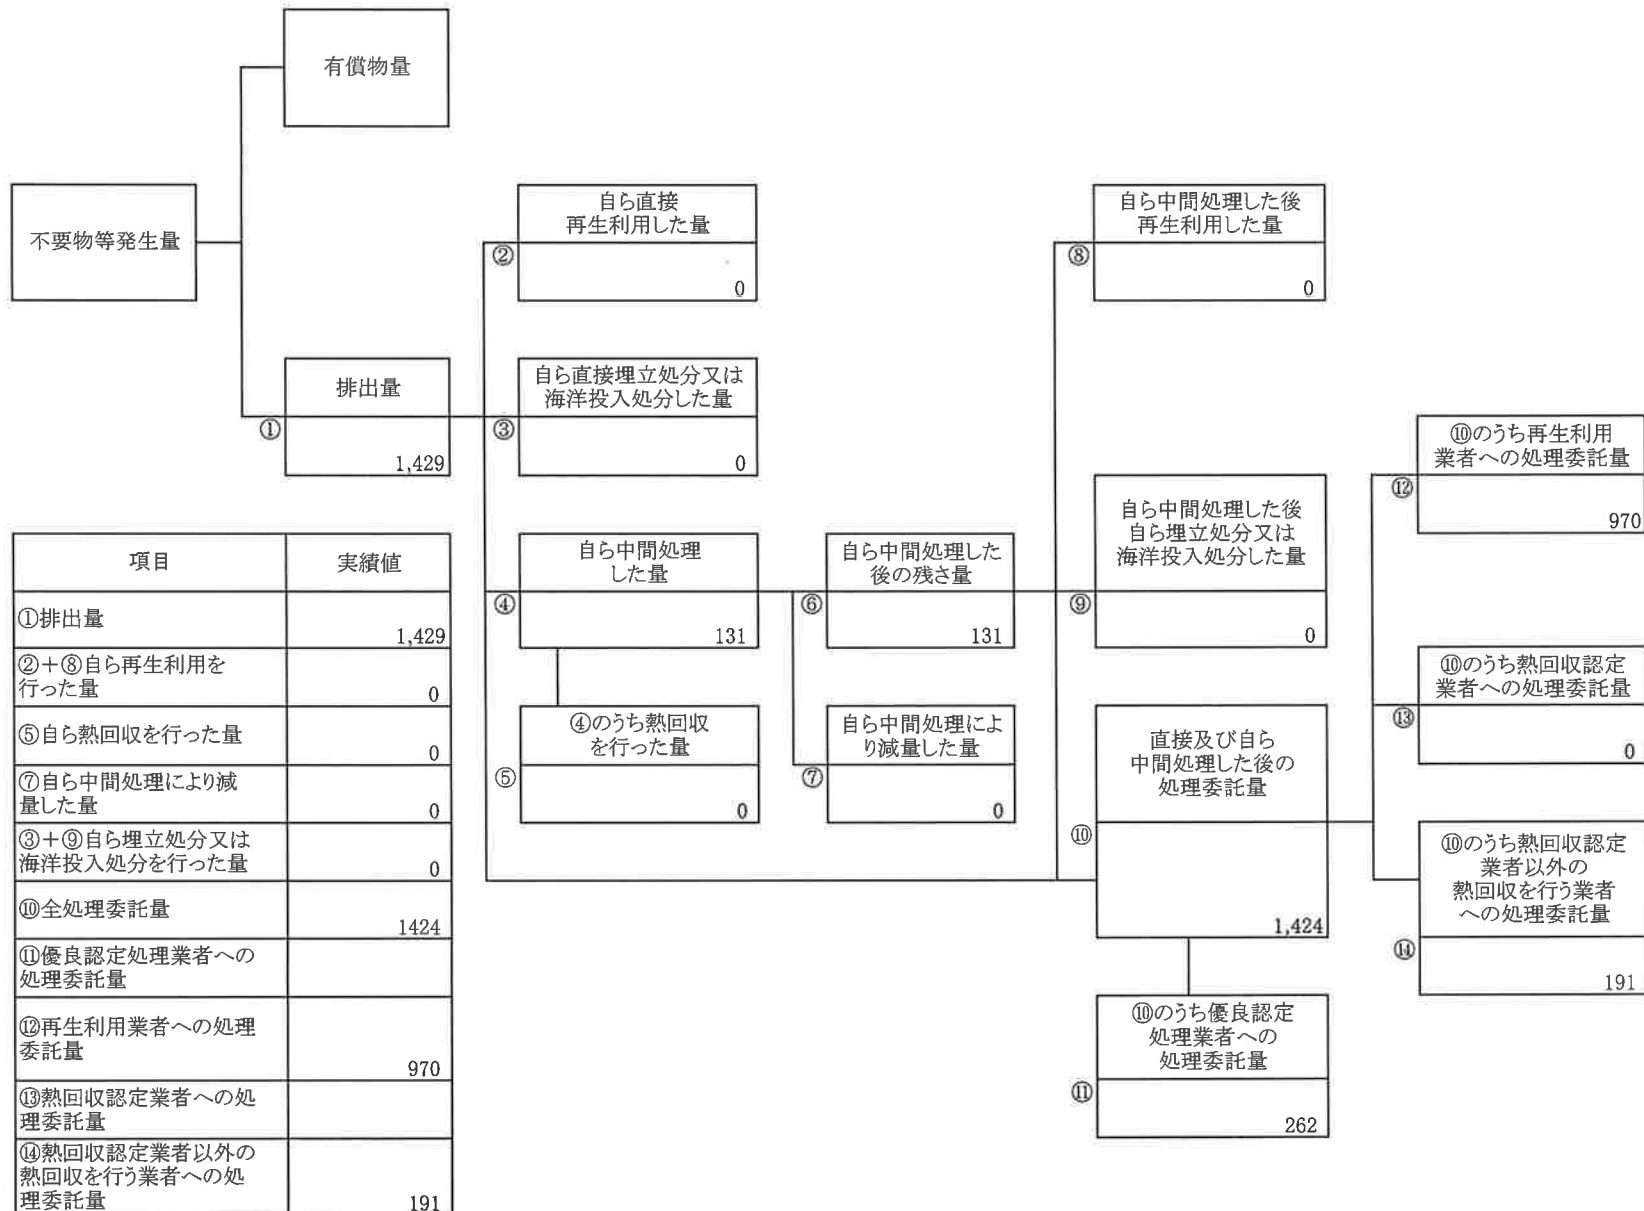 有償物量
不要物等発生量
自ら直接
再生利用した量
②
0
自ら中間処理した後
再生利用した量
⑧
0
排出量
①
1,429
自ら直接埋立処分又は
海洋投入処分した量
③
0
⑩のうち再生利用
業者への処理委託量
⑫
970
自ら中間処理
した量
④
131
自ら中間処理した
後の残さ量
⑥
131
自ら中間処理した後
自ら埋立処分又は
海洋投入処分した量
⑨
0
⑩のうち熱回収認定
業者への処理委託量
⑬
0
④のうち熱回収
を行った量
⑤
0
自ら中間処理によ
り減量した量
⑦
0
直接及び自ら
中間処理した後の
処理委託量
⑩
1,424
⑩のうち熱回収認定
業者以外の
熱回収を行う業者
への処理委託量
⑭
191
⑩のうち優良認定
処理業者への
処理委託量
⑪
262
項目 実績値
①排出量
1,429
②＋⑧自ら再生利用を
行った量
0
⑤自ら熱回収を行った量
0
⑦自ら中間処理により減
量した量
0
③＋⑨自ら埋立処分又は
海洋投入処分を行った量
0
⑩全処理委託量
1424
⑪優良認定処理業者への
処理委託量
⑫再生利用業者への処理
委託量
970
⑬熱回収認定業者への処
理委託量
⑭熱回収認定業者以外の
熱回収を行う業者への処
理委託量
191